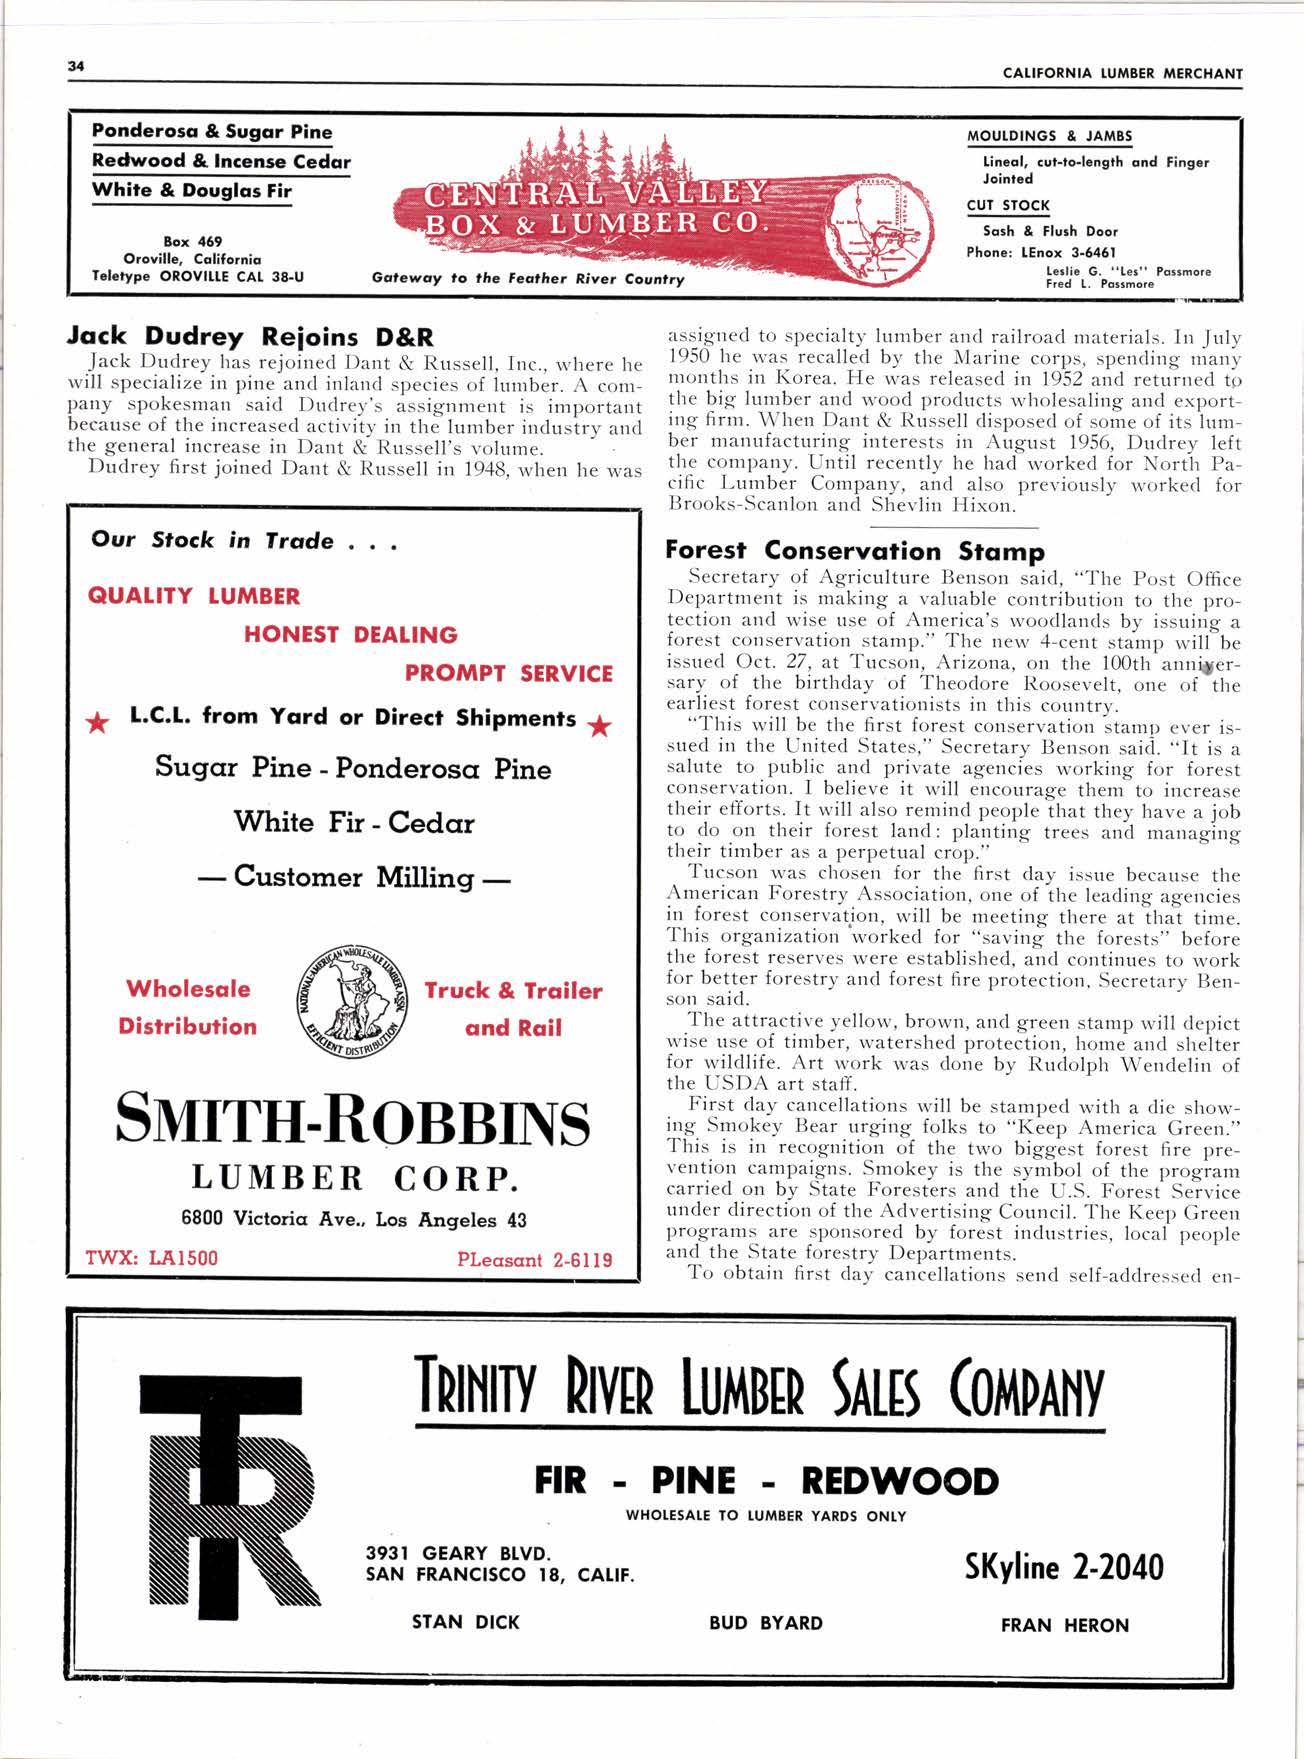 34
CALIFORNIA LUMBER MERCHANT
Ponderosa & Sugar Pine
Redwood & Incense Cedar
White & Douglas Fir
Box 469
Oroville, California
Teletype OROVILLE CAL 38-U
CENTRAL VALLEY
BOX & LUMBER CO.
Gateway to the Feather River Country
MOULDINGS & JAMBS
Lineal, cut-to-length and Finger
Jointed
CUT STOCK
Sash & Flush Door
Phone: LEnox 3-6461
Leslie G. "Les" Passmore
Fred L. Passmore
Jack Dudrey Rejoins D&R
Jack Dudrey has rejoined Dant & Russell, Inc., where he
will specialize in pine and inland species of lumber. A com-
pany spokesman said Dudrey's assignment is important
because of the increased activity in the lumber industry and
the general increase in Dant & Russell's volume.
Dudrey first joined Dant & Russell in 1948, when he was
assigned to specialty lumber and railroad materials. In July
1950 he was recalled by the Marine corps, spending many
months in Korea. He was released in 1952 and returned to
the big lumber and wood products wholesaling and export-
ing firm. When Dant & Russell disposed of some of its lum-
ber manufacturing interests in August 1956, Dudrey left
the company. Until recently he had worked for North Pa-
cific Lumber Company, and also previously worked for
Brooks-Scanlon and Shevlin Hixon.
Our Stock in Trade . . .
QUALITY LUMBER
HONEST DEALING
PROMPT SERVICE
L.C.L. from Yard or Direct Shipments
Sugar Pine - Ponderosa Pine
White Fir - Cedar
— Customer Milling —
Wholesale
Distribution
NATIONAL-AMERICAN WHOLESALE LUMBER ASSN.
EFFICIENT DISTRIBUTION
Truck & Trailer
and Rail
SMITH-ROBBINS
LUMBER CORP.
6800 Victoria Ave., Los Angeles 43
TWX: LA1500
PLeasant 2-6119
Forest Conservation Stamp
Secretary of Agriculture Benson said, "The Post Office
Department is making a valuable contribution to the pro-
tection and wise use of America's woodlands by issuing a
forest conservation stamp." The new 4-cent stamp will be
issued Oct. 27, at Tucson, Arizona, on the 100th anniver-
sary of the birthday of Theodore Roosevelt, one of the
earliest forest conservationists in this country.
"This will be the first forest conservation stamp ever is-
sued in the United States," Secretary Benson said. "It is a
salute to public and private agencies working for forest
conservation. I believe it will encourage them to increase
their efforts. It will also remind people that they have a job
to do on their forest land: planting trees and managing
their timber as a perpetual crop."
Tucson was chosen for the first day issue because the
American Forestry Association, one of the leading agencies
in forest conservation, will be meeting there at that time.
This organization worked for "saving the forests" before
the forest reserves were established, and continues to work
for better forestry and forest fire protection, Secretary Ben-
son said.
The attractive yellow, brown, and green stamp will depict
wise use of timber, watershed protection, home and shelter
for wildlife. Art work was done by Rudolph Wendelin of
the USDA art staff.
First day cancellations will be stamped with a die show-
ing Smokey Bear urging folks to "Keep America Green."
This is in recognition of the two biggest forest fire pre-
vention campaigns. Smokey is the symbol of the program
carried on by State Foresters and the U.S. Forest Service
under direction of the Advertising Council. The Keep Green
programs are sponsored by forest industries, local people
and the State forestry Departments.
To obtain first day cancellations send self-addressed en-
TR
TRINITY RIVER LUMBER SALES COMPANY
FIR - PINE - REDWOOD
WHOLESALE TO LUMBER YARDS ONLY
3931 GEARY BLVD.
SAN FRANCISCO 18, CALIF.
SKyline 2-2040
STAN DICK
BUD BYARD
FRAN HERON